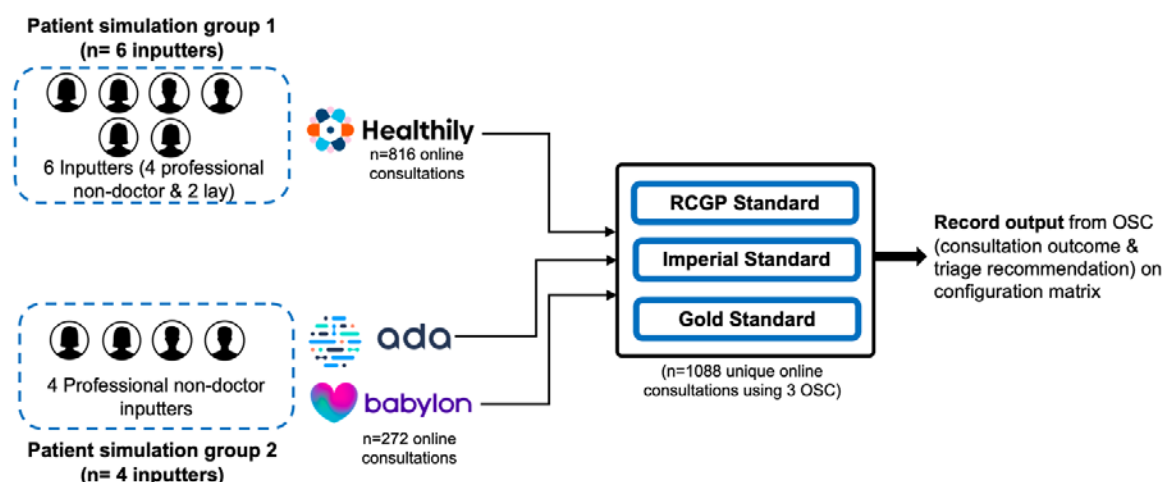 Patient simulation group 1
(n= 6 inputters)
6 Inputters (4 professional
non-doctor & 2 lay)
Healthily
n=816 online
consultations
RCGP Standard
Imperial Standard
Gold Standard
(n=1088 unique online
consultations using 3 OSC)
Record output from OSC
(consultation outcome &
triage recommendation) on
configuration matrix
4 Professional non-doctor
inputters
Patient simulation group 2
(n= 4 inputters)
ada
babylon
n=272 online
consultations